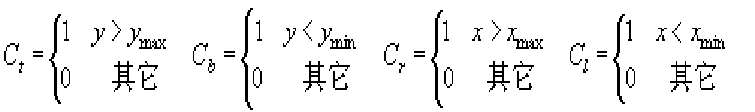 C_t = { 1 y > y_max   C_b = { 1 y < y_min   C_r = { 1 x > x_max   C_l = { 1 x < x_min
0 其它   0 其它   0 其它   0 其它